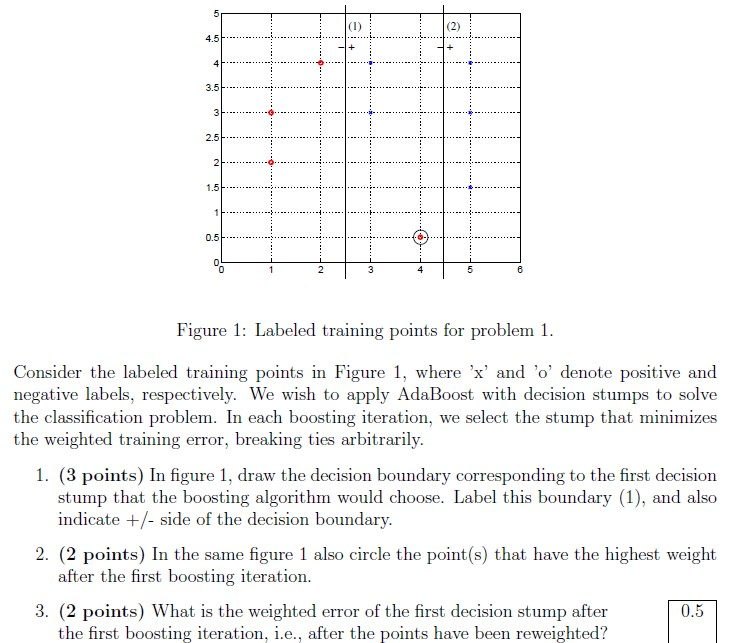 5
(1)
(2)
4.5
- +
- +
4
3.5
3
2.5
2
1.5
1
0.5
0
0 1 2 3 4 5 6
Figure 1: Labeled training points for problem 1.
Consider the labeled training points in Figure 1, where 'x' and 'o' denote positive and
negative labels, respectively. We wish to apply AdaBoost with decision stumps to solve
the classification problem. In each boosting iteration, we select the stump that minimizes
the weighted training error, breaking ties arbitrarily.
1. (3 points) In figure 1, draw the decision boundary corresponding to the first decision
stump that the boosting algorithm would choose. Label this boundary (1), and also
indicate +/- side of the decision boundary.
2. (2 points) In the same figure 1 also circle the point(s) that have the highest weight
after the first boosting iteration.
3. (2 points) What is the weighted error of the first decision stump after
the first boosting iteration, i.e., after the points have been reweighted?
0.5